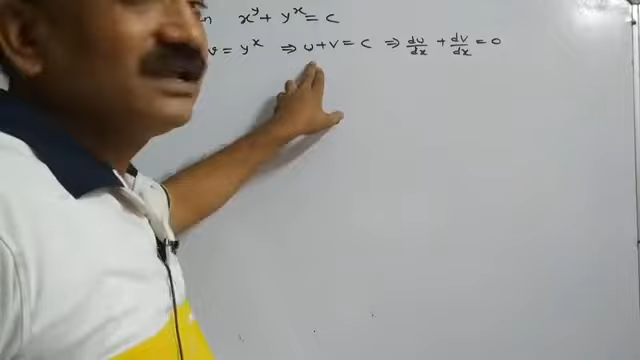 x^y + y^x = c
v = y^x ⇒ u + v = c ⇒ du/dx + dv/dx = 0